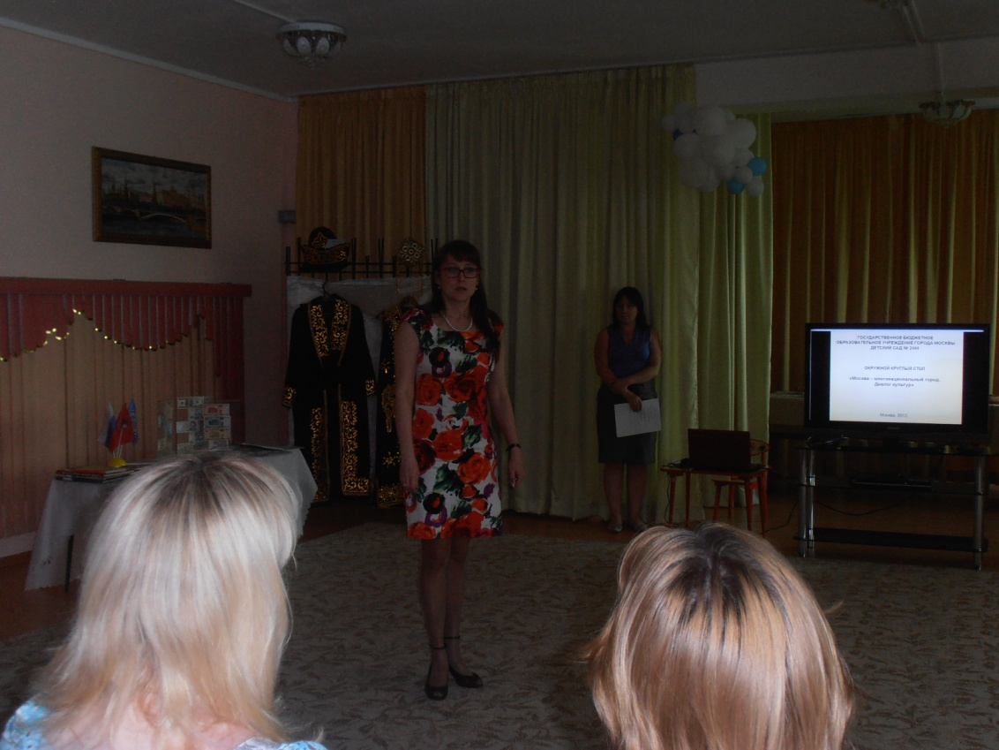 ГОСУДАРСТВЕННОЕ БЮДЖЕТНОЕ
ОБРАЗОВАТЕЛЬНОЕ УЧРЕЖДЕНИЕ ГОРОДА МОСКВЫ
ДЕТСКИЙ САД №
ОКРУЖНОЙ КРУГЛЫЙ СТОЛ
«Москва – многонациональный город.
Диалог культур»
Москва,